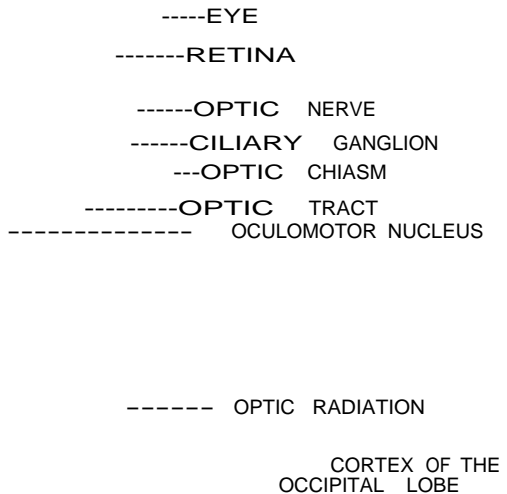 -----EYE
-------RETINA
------OPTIC NERVE
------CILIARY GANGLION
---OPTIC CHIASM
---------OPTIC TRACT
-------------- OCULOMOTOR NUCLEUS
------ OPTIC RADIATION
CORTEX OF THE
OCCIPITAL LOBE